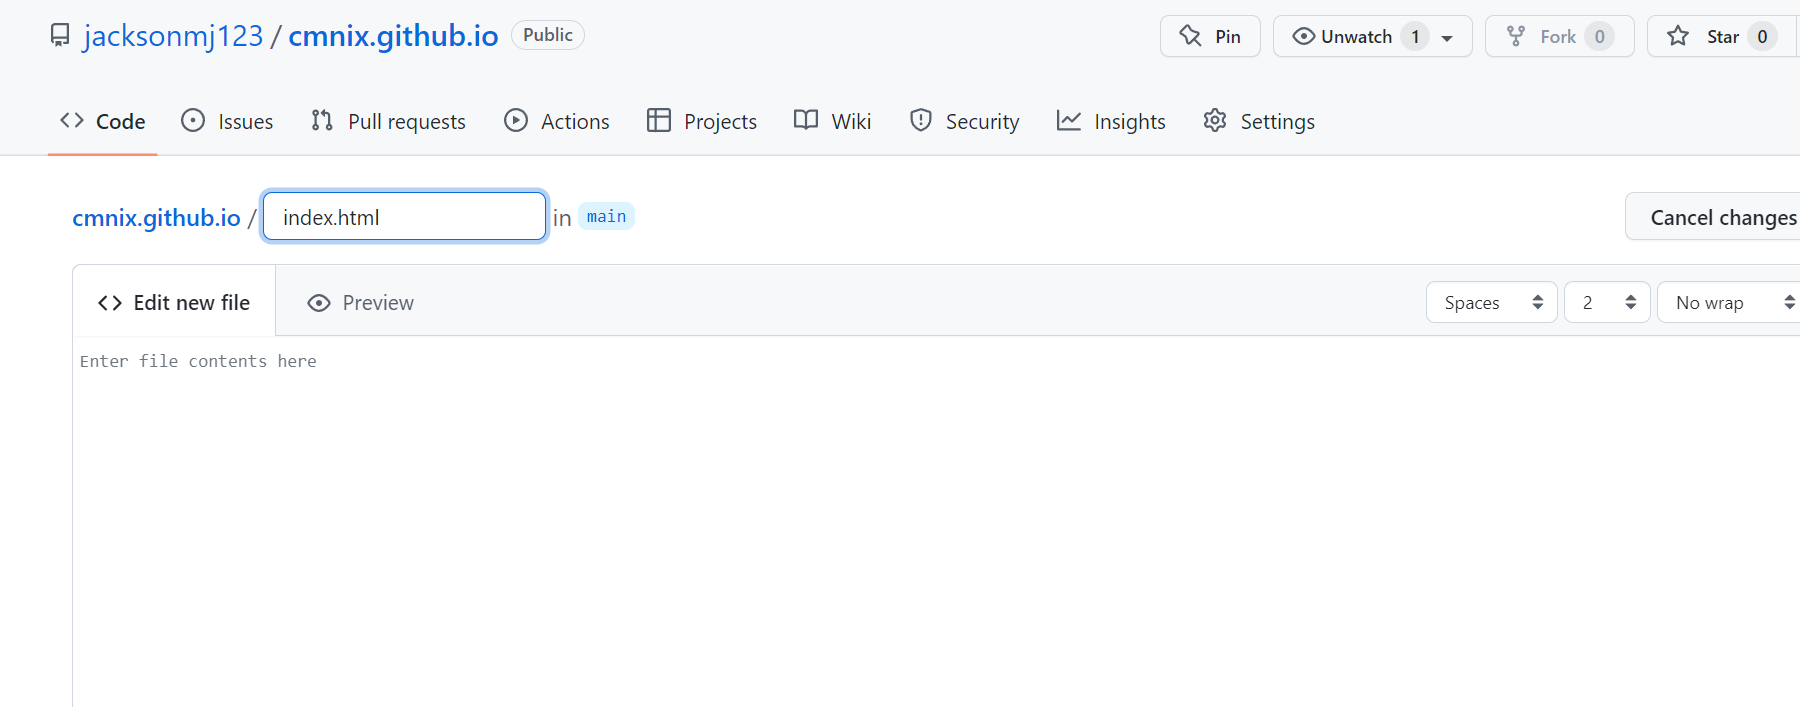 jacksonmj123 / cmnix.github.io Public Pin Unwatch 1 Fork 0 Star 0
Code Issues Pull requests Actions Projects Wiki Security Insights Settings
cmnix.github.io / index.html in main Cancel changes
Edit new file Preview Spaces 2 No wrap
Enter file contents here